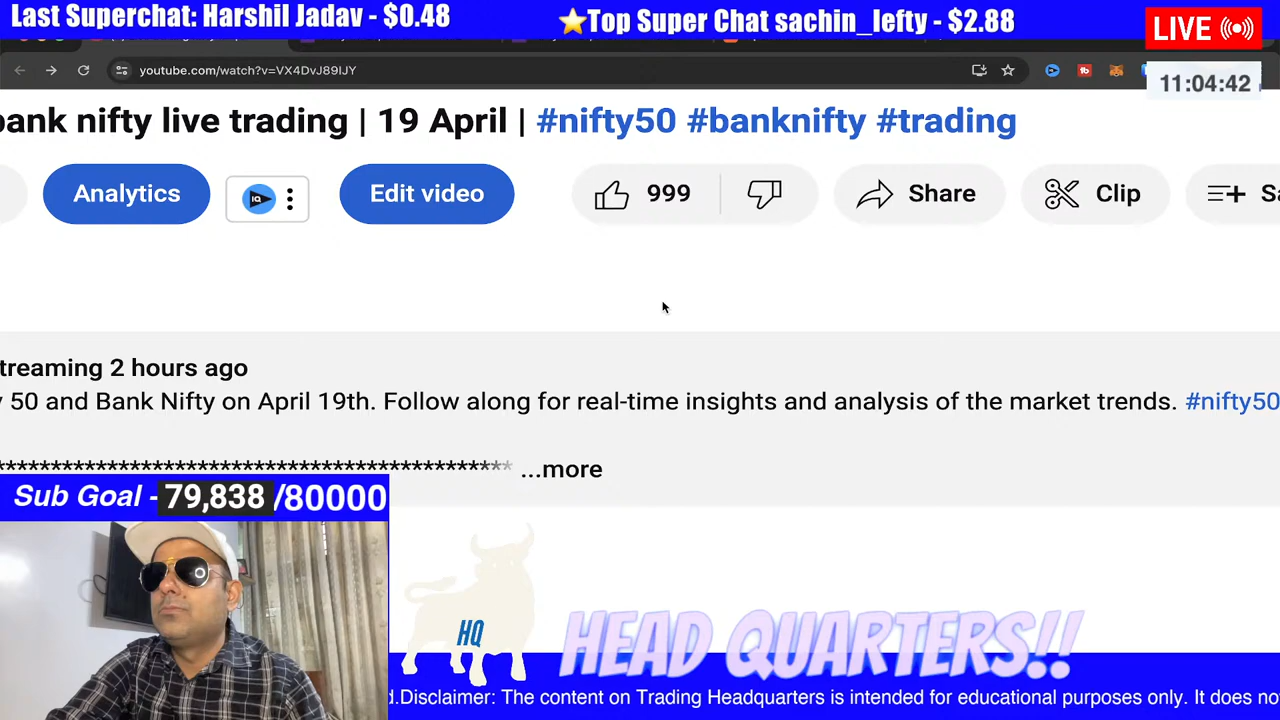 Last Superchat: Harshil Jadav - $0.48
⭐Top Super Chat sachin_lefty - $2.88
LIVE
youtube.com/watch?v=VX4DvJ89IJY
11:04:42
bank nifty live trading | 19 April | #nifty50 #banknifty #trading
Analytics
IQ
Edit video
999
Share
Clip
Sa
treaming 2 hours ago
y 50 and Bank Nifty on April 19th. Follow along for real-time insights and analysis of the market trends. #nifty50
************************************************ ...more
Sub Goal - 79,838 /80000
HQ
HEAD QUARTERS!!
d.Disclaimer: The content on Trading Headquarters is intended for educational purposes only. It does no